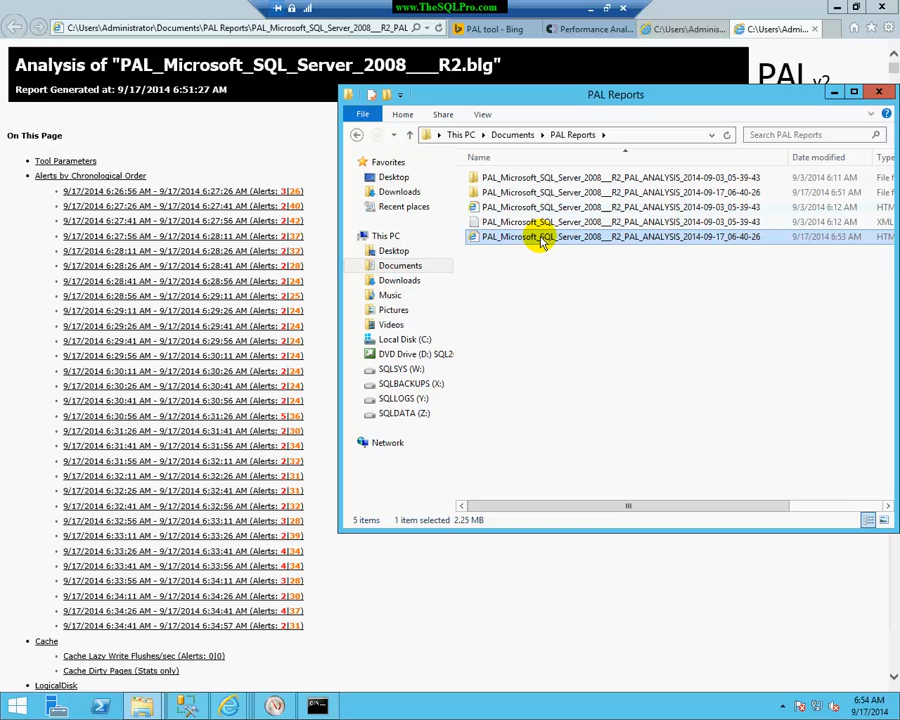 www.TheSQLPro.com
C:\Users\Administrator\Documents\PAL Reports\PAL_Microsoft_SQL_Server_2008___R2_PAL
PAL tool - Bing
Performance Anal...
C:\Users\Adminis...
C:\Users\Admi...
Analysis of "PAL_Microsoft_SQL_Server_2008___R2.blg"
Report Generated at: 9/17/2014 6:51:27 AM
PAL v2
On This Page
Tool Parameters
Alerts by Chronological Order
9/17/2014 6:26:56 AM - 9/17/2014 6:27:26 AM (Alerts: 3|26)
9/17/2014 6:27:26 AM - 9/17/2014 6:27:41 AM (Alerts: 2|40)
9/17/2014 6:27:41 AM - 9/17/2014 6:27:56 AM (Alerts: 2|42)
9/17/2014 6:27:56 AM - 9/17/2014 6:28:11 AM (Alerts: 2|37)
9/17/2014 6:28:11 AM - 9/17/2014 6:28:26 AM (Alerts: 2|32)
9/17/2014 6:28:26 AM - 9/17/2014 6:28:41 AM (Alerts: 2|28)
9/17/2014 6:28:41 AM - 9/17/2014 6:28:56 AM (Alerts: 2|24)
9/17/2014 6:28:56 AM - 9/17/2014 6:29:11 AM (Alerts: 2|25)
9/17/2014 6:29:11 AM - 9/17/2014 6:29:26 AM (Alerts: 2|24)
9/17/2014 6:29:26 AM - 9/17/2014 6:29:41 AM (Alerts: 2|24)
9/17/2014 6:29:41 AM - 9/17/2014 6:29:56 AM (Alerts: 2|24)
9/17/2014 6:29:56 AM - 9/17/2014 6:30:11 AM (Alerts: 2|24)
9/17/2014 6:30:11 AM - 9/17/2014 6:30:26 AM (Alerts: 2|24)
9/17/2014 6:30:26 AM - 9/17/2014 6:30:41 AM (Alerts: 2|24)
9/17/2014 6:30:41 AM - 9/17/2014 6:30:56 AM (Alerts: 2|24)
9/17/2014 6:30:56 AM - 9/17/2014 6:31:11 AM (Alerts: 5|36)
9/17/2014 6:31:11 AM - 9/17/2014 6:31:26 AM (Alerts: 2|30)
9/17/2014 6:31:26 AM - 9/17/2014 6:31:41 AM (Alerts: 2|34)
9/17/2014 6:31:41 AM - 9/17/2014 6:31:56 AM (Alerts: 2|31)
9/17/2014 6:31:56 AM - 9/17/2014 6:32:11 AM (Alerts: 2|32)
9/17/2014 6:32:11 AM - 9/17/2014 6:32:26 AM (Alerts: 2|31)
9/17/2014 6:32:26 AM - 9/17/2014 6:32:41 AM (Alerts: 2|31)
9/17/2014 6:32:41 AM - 9/17/2014 6:32:56 AM (Alerts: 2|32)
9/17/2014 6:32:56 AM - 9/17/2014 6:33:11 AM (Alerts: 3|28)
9/17/2014 6:33:11 AM - 9/17/2014 6:33:26 AM (Alerts: 2|39)
9/17/2014 6:33:26 AM - 9/17/2014 6:33:41 AM (Alerts: 4|34)
9/17/2014 6:33:41 AM - 9/17/2014 6:33:56 AM (Alerts: 4|34)
9/17/2014 6:33:56 AM - 9/17/2014 6:34:11 AM (Alerts: 3|28)
9/17/2014 6:34:11 AM - 9/17/2014 6:34:26 AM (Alerts: 2|30)
9/17/2014 6:34:26 AM - 9/17/2014 6:34:41 AM (Alerts: 4|37)
9/17/2014 6:34:41 AM - 9/17/2014 6:34:57 AM (Alerts: 2|31)
Cache
Cache Lazy Write Flushes/sec (Alerts: 0|0)
Cache Dirty Pages (Stats only)
LogicalDisk
PAL Reports
File Home Share View
This PC Documents PAL Reports
Search PAL Reports
Favorites
Desktop
Downloads
Recent places
This PC
Desktop
Documents
Downloads
Music
Pictures
Videos
Local Disk (C:)
DVD Drive (D:) SQL2
SQLSYS (W:)
SQLBACKUPS (X:)
SQLLOGS (Y:)
SQLDATA (Z:)
Network
Name Date modified Type
PAL_Microsoft_SQL_Server_2008___R2_PAL_ANALYSIS_2014-09-03_05-39-43 9/3/2014 6:11 AM File f
PAL_Microsoft_SQL_Server_2008___R2_PAL_ANALYSIS_2014-09-17_06-40-26 9/17/2014 6:51 AM File f
PAL_Microsoft_SQL_Server_2008___R2_PAL_ANALYSIS_2014-09-03_05-39-43 9/3/2014 6:12 AM HTM
PAL_Microsoft_SQL_Server_2008___R2_PAL_ANALYSIS_2014-09-03_05-39-43 9/3/2014 6:12 AM XML
PAL_Microsoft_SQL_Server_2008___R2_PAL_ANALYSIS_2014-09-17_06-40-26 9/17/2014 6:53 AM HTM
5 items 1 item selected 2.25 MB
6:54 AM
9/17/2014